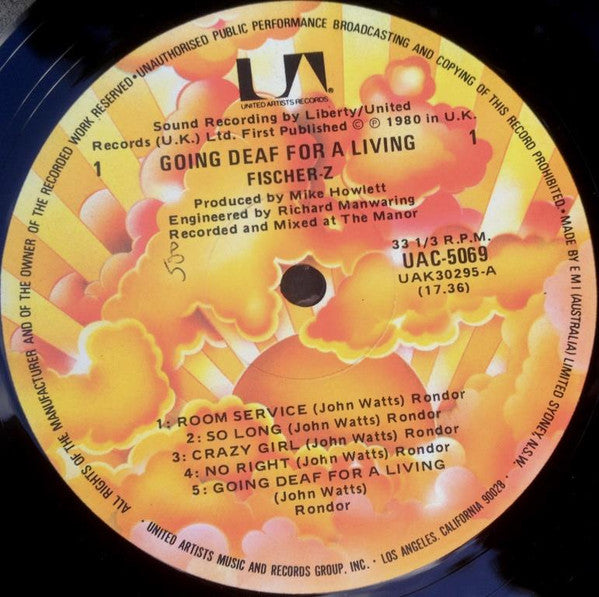 ALL RIGHTS OF THE MANUFACTURER AND OF THE OWNER OF THE RECORDED WORK RESERVED • UNAUTHORISED PUBLIC PERFORMANCE BROADCASTING AND COPYING OF THIS RECORD PROHIBITED. • MADE BY E M I (AUSTRALIA) LIMITED SYDNEY, N.S.W.
UA®
UNITED ARTISTS RECORDS
Sound Recording by Liberty/United
Records (U.K.) Ltd. First Published © ℗ 1980 in U.K.
1 GOING DEAF FOR A LIVING 1
FISCHER-Z
Produced by Mike Howlett
Engineered by Richard Manwaring
Recorded and Mixed at The Manor
33 1/3 R.P.M.
UAC-5069
UAK30295-A
(17.36)
1: ROOM SERVICE (John Watts) Rondor
2: SO LONG (John Watts) Rondor
3: CRAZY GIRL (John Watts) Rondor
4: NO RIGHT (John Watts) Rondor
5: GOING DEAF FOR A LIVING
(John Watts)
Rondor
• UNITED ARTISTS MUSIC AND RECORDS GROUP, INC. • LOS ANGELES, CALIFORNIA 90028 •